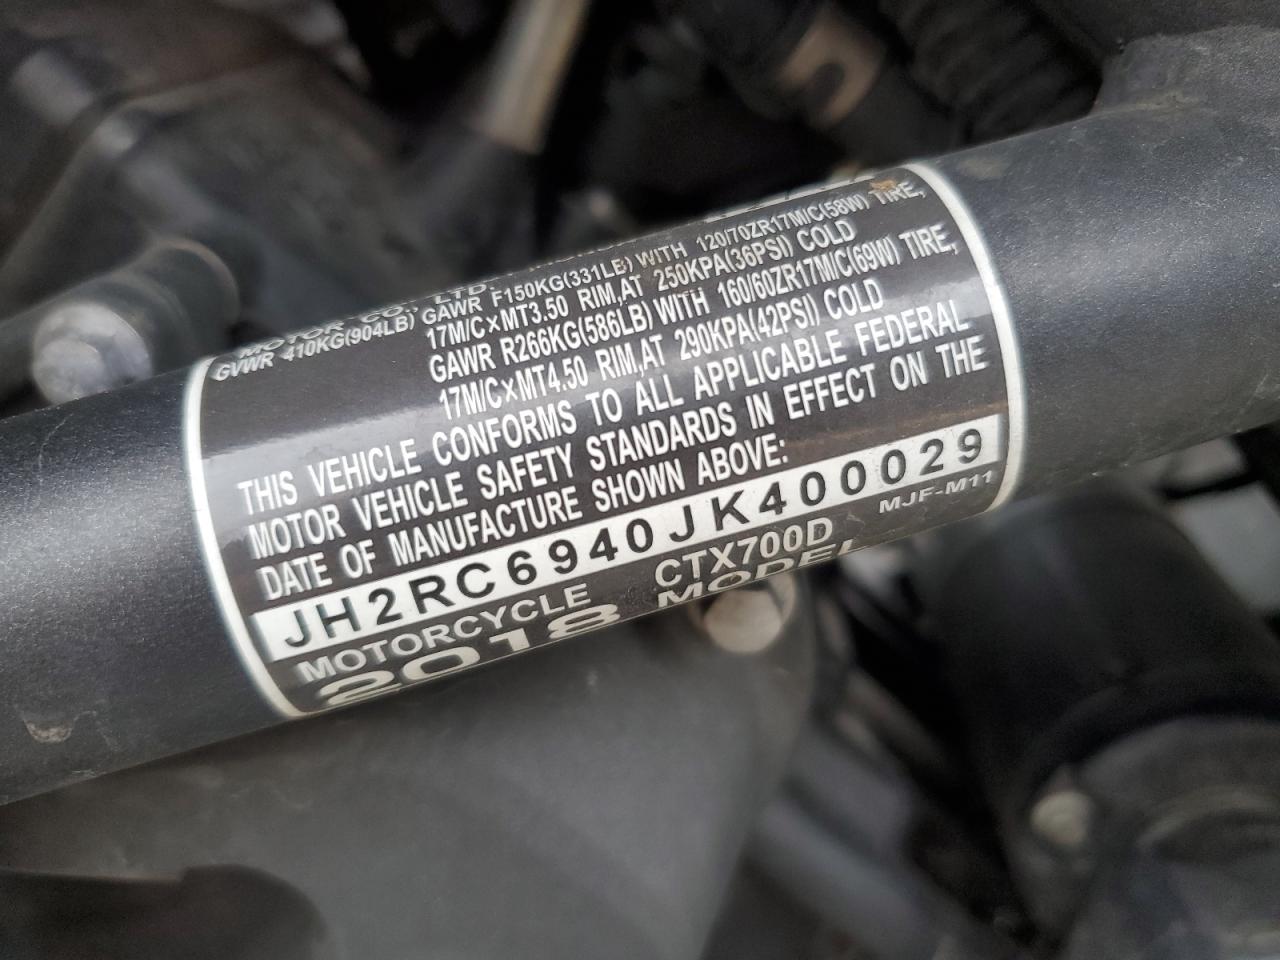 MOTOR CO., LTD.
GVWR 410KG(904LB) GAWR F150KG(331LB) WITH 120/70ZR17M/C(58W) TIRE,
17M/C×MT3.50 RIM,AT 250KPA(36PSI) COLD
GAWR R266KG(586LB) WITH 160/60ZR17M/C(69W) TIRE,
17M/C×MT4.50 RIM,AT 290KPA(42PSI) COLD
THIS VEHICLE CONFORMS TO ALL APPLICABLE FEDERAL
MOTOR VEHICLE SAFETY STANDARDS IN EFFECT ON THE
DATE OF MANUFACTURE SHOWN ABOVE:
JH2RC6940JK400029
MOTORCYCLE CTX700D MJF-M11
2018 MODEL